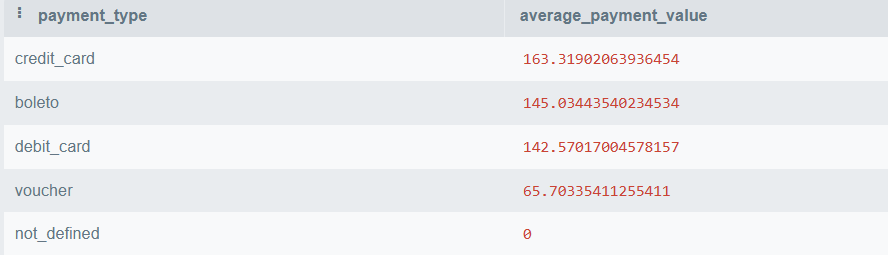 payment_type average_payment_value
credit_card 163.31902063936454
boleto 145.03443540234534
debit_card 142.57017004578157
voucher 65.70335411255411
not_defined 0